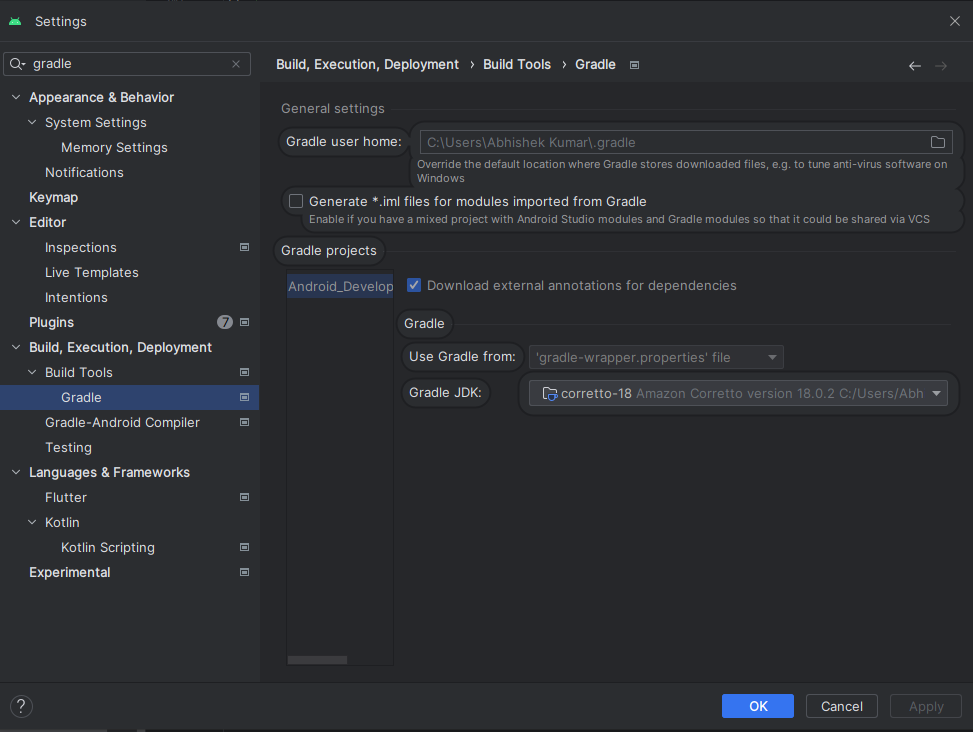 Settings
gradle
Appearance & Behavior
System Settings
Memory Settings
Notifications
Keymap
Editor
Inspections
Live Templates
Intentions
Plugins 7
Build, Execution, Deployment
Build Tools
Gradle
Gradle-Android Compiler
Testing
Languages & Frameworks
Flutter
Kotlin
Kotlin Scripting
Experimental
Build, Execution, Deployment › Build Tools › Gradle
General settings
Gradle user home: C:\Users\Abhishek Kumar\.gradle
Override the default location where Gradle stores downloaded files, e.g. to tune anti-virus software on
Windows
Generate *.iml files for modules imported from Gradle
Enable if you have a mixed project with Android Studio modules and Gradle modules so that it could be shared via VCS
Gradle projects
Android_Develop
Download external annotations for dependencies
Gradle
Use Gradle from: 'gradle-wrapper.properties' file
Gradle JDK: corretto-18 Amazon Corretto version 18.0.2 C:/Users/Abh
?
OK
Cancel
Apply